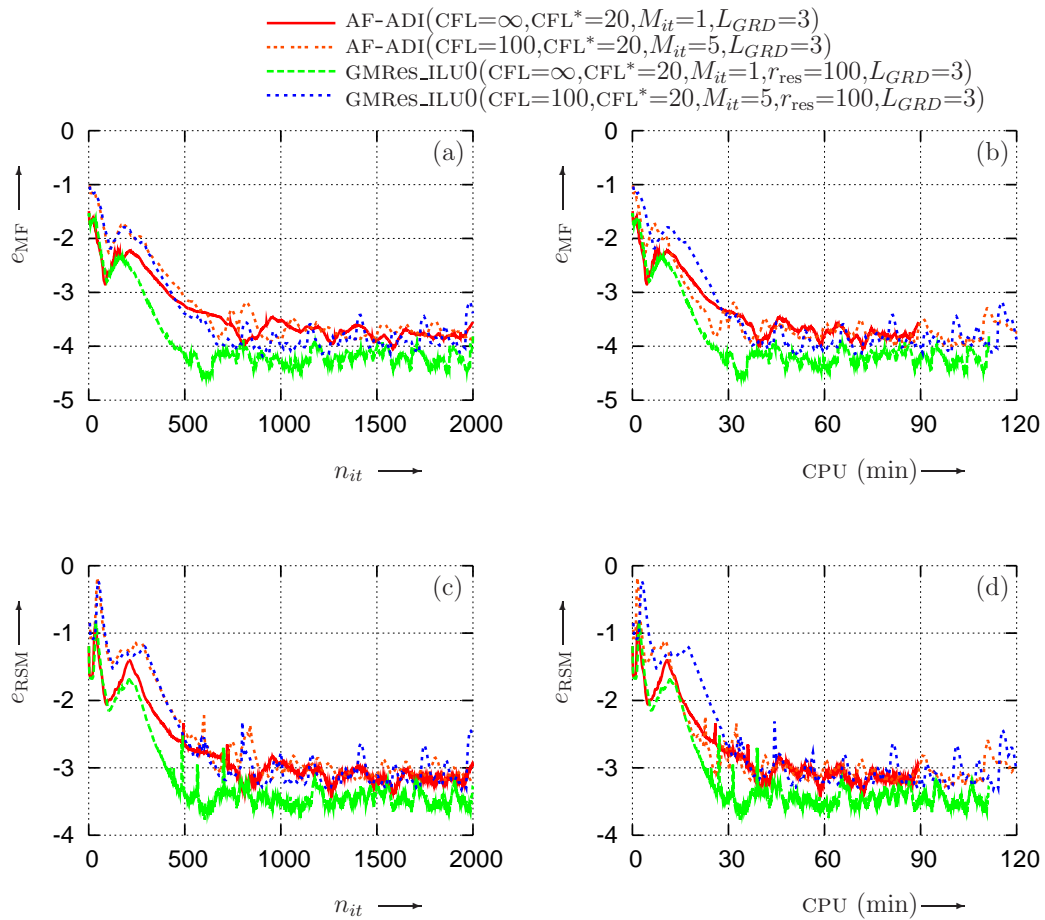 AF-ADI(CFL=∞,CFL*=20,M_it=1,L_GRD=3)
AF-ADI(CFL=100,CFL*=20,M_it=5,L_GRD=3)
GMRes_ILU0(CFL=∞,CFL*=20,M_it=1,r_res=100,L_GRD=3)
GMRes_ILU0(CFL=100,CFL*=20,M_it=5,r_res=100,L_GRD=3)
(a)
0
-1
-2
-3
-4
-5
e_MF
0 500 1000 1500 2000
n_it
(b)
0
-1
-2
-3
-4
-5
e_MF
0 30 60 90 120
CPU (min)
(c)
0
-1
-2
-3
-4
e_RSM
0 500 1000 1500 2000
n_it
(d)
0
-1
-2
-3
-4
e_RSM
0 30 60 90 120
CPU (min)